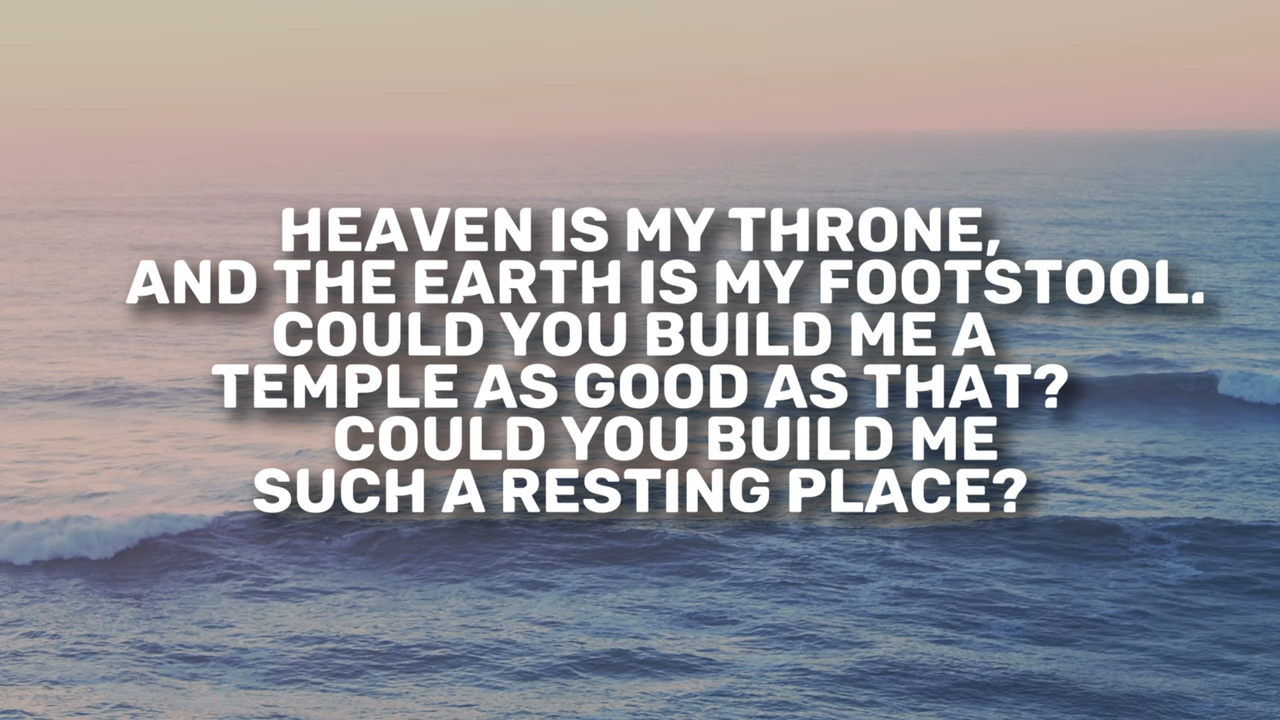 HEAVEN IS MY THRONE,
AND THE EARTH IS MY FOOTSTOOL.
COULD YOU BUILD ME A
TEMPLE AS GOOD AS THAT?
COULD YOU BUILD ME
SUCH A RESTING PLACE?